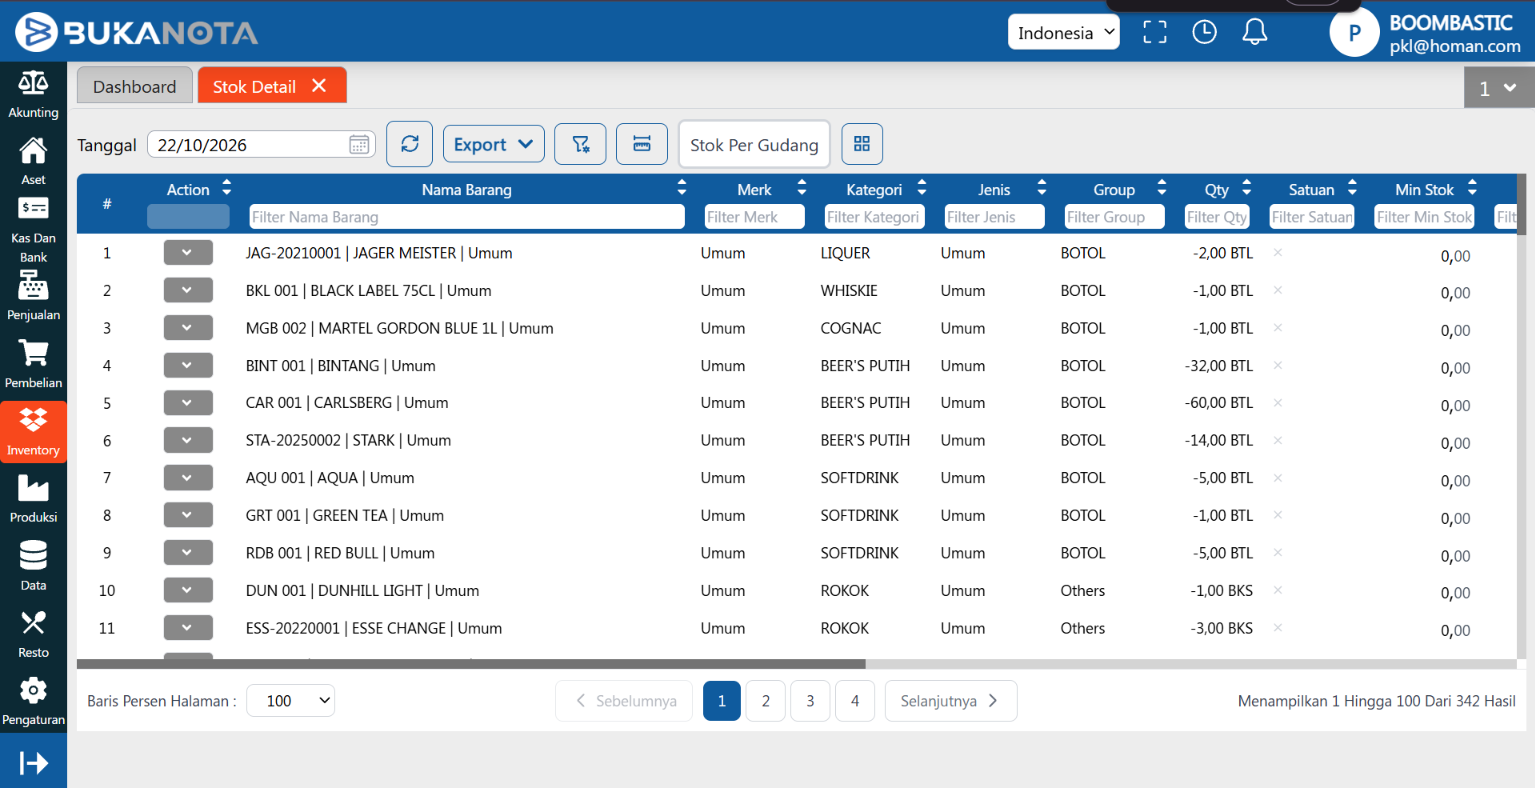 BUKANOTA
Indonesia
P
BOOMBASTIC
pkl@homan.com
Akunting
Aset
Kas Dan
Bank
Penjualan
Pembelian
Inventory
Produksi
Data
Resto
Pengaturan
Dashboard
Stok Detail
1
Tanggal 22/10/2026 Export Stok Per Gudang
# Action Nama Barang Merk Kategori Jenis Group Qty Satuan Min Stok
Filter Nama Barang Filter Merk Filter Kategori Filter Jenis Filter Group Filter Qty Filter Satuan Filter Min Stok Filt
1 JAG-20210001 | JAGER MEISTER | Umum Umum LIQUER Umum BOTOL -2,00 BTL × 0,00
2 BKL 001 | BLACK LABEL 75CL | Umum Umum WHISKIE Umum BOTOL -1,00 BTL × 0,00
3 MGB 002 | MARTEL GORDON BLUE 1L | Umum Umum COGNAC Umum BOTOL -1,00 BTL × 0,00
4 BINT 001 | BINTANG | Umum Umum BEER'S PUTIH Umum BOTOL -32,00 BTL × 0,00
5 CAR 001 | CARLSBERG | Umum Umum BEER'S PUTIH Umum BOTOL -60,00 BTL × 0,00
6 STA-20250002 | STARK | Umum Umum BEER'S PUTIH Umum BOTOL -14,00 BTL × 0,00
7 AQU 001 | AQUA | Umum Umum SOFTDRINK Umum BOTOL -5,00 BTL × 0,00
8 GRT 001 | GREEN TEA | Umum Umum SOFTDRINK Umum BOTOL -1,00 BTL × 0,00
9 RDB 001 | RED BULL | Umum Umum SOFTDRINK Umum BOTOL -5,00 BTL × 0,00
10 DUN 001 | DUNHILL LIGHT | Umum Umum ROKOK Umum Others -1,00 BKS × 0,00
11 ESS-20220001 | ESSE CHANGE | Umum Umum ROKOK Umum Others -3,00 BKS × 0,00
Baris Persen Halaman : 100 Sebelumnya 1 2 3 4 Selanjutnya Menampilkan 1 Hingga 100 Dari 342 Hasil